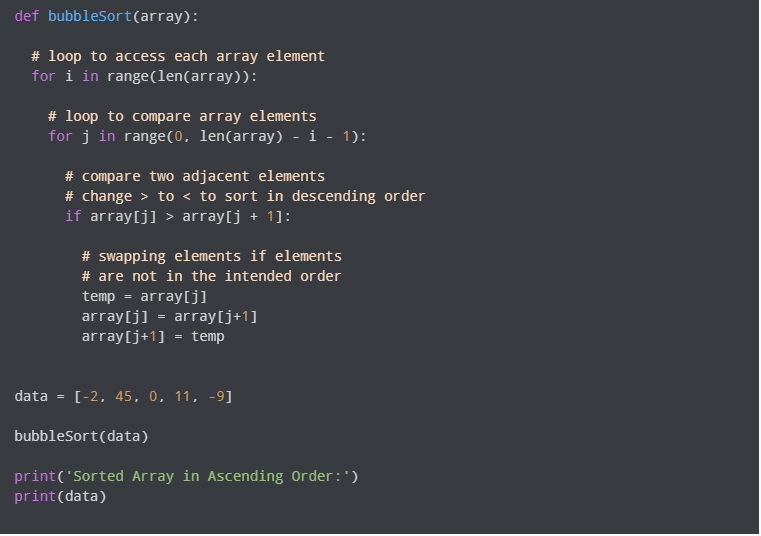 def bubbleSort(array):
  # loop to access each array element
  for i in range(len(array)):
    # loop to compare array elements
    for j in range(0, len(array) - i - 1):
      # compare two adjacent elements
      # change > to < to sort in descending order
      if array[j] > array[j + 1]:
        # swapping elements if elements
        # are not in the intended order
        temp = array[j]
        array[j] = array[j+1]
        array[j+1] = temp
data = [-2, 45, 0, 11, -9]
bubbleSort(data)
print('Sorted Array in Ascending Order:')
print(data)